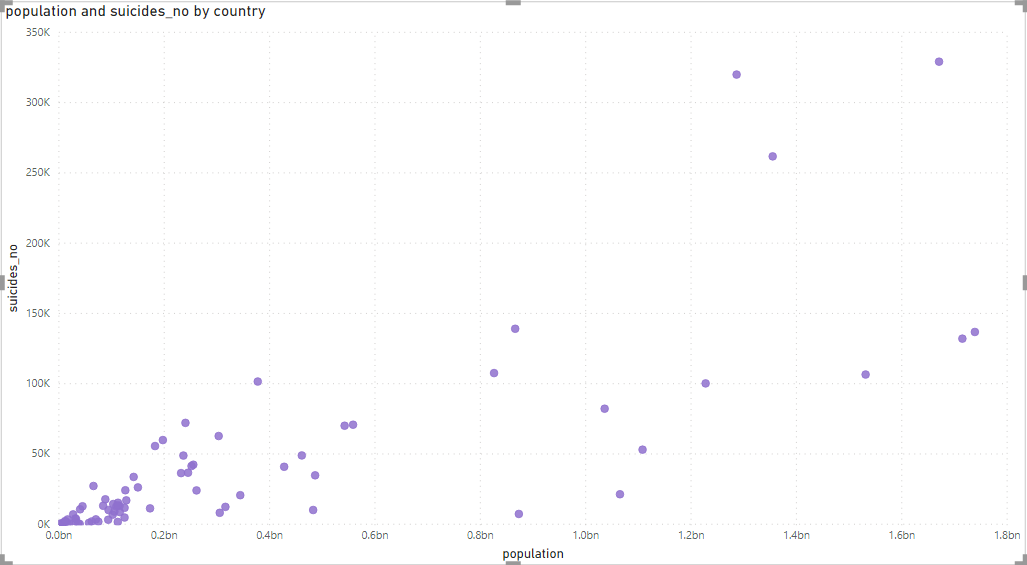 population and suicides_no by country
350K
300K
250K
200K
150K
100K
50K
0K
suicides_no
0.0bn 0.2bn 0.4bn 0.6bn 0.8bn 1.0bn 1.2bn 1.4bn 1.6bn 1.8bn
population